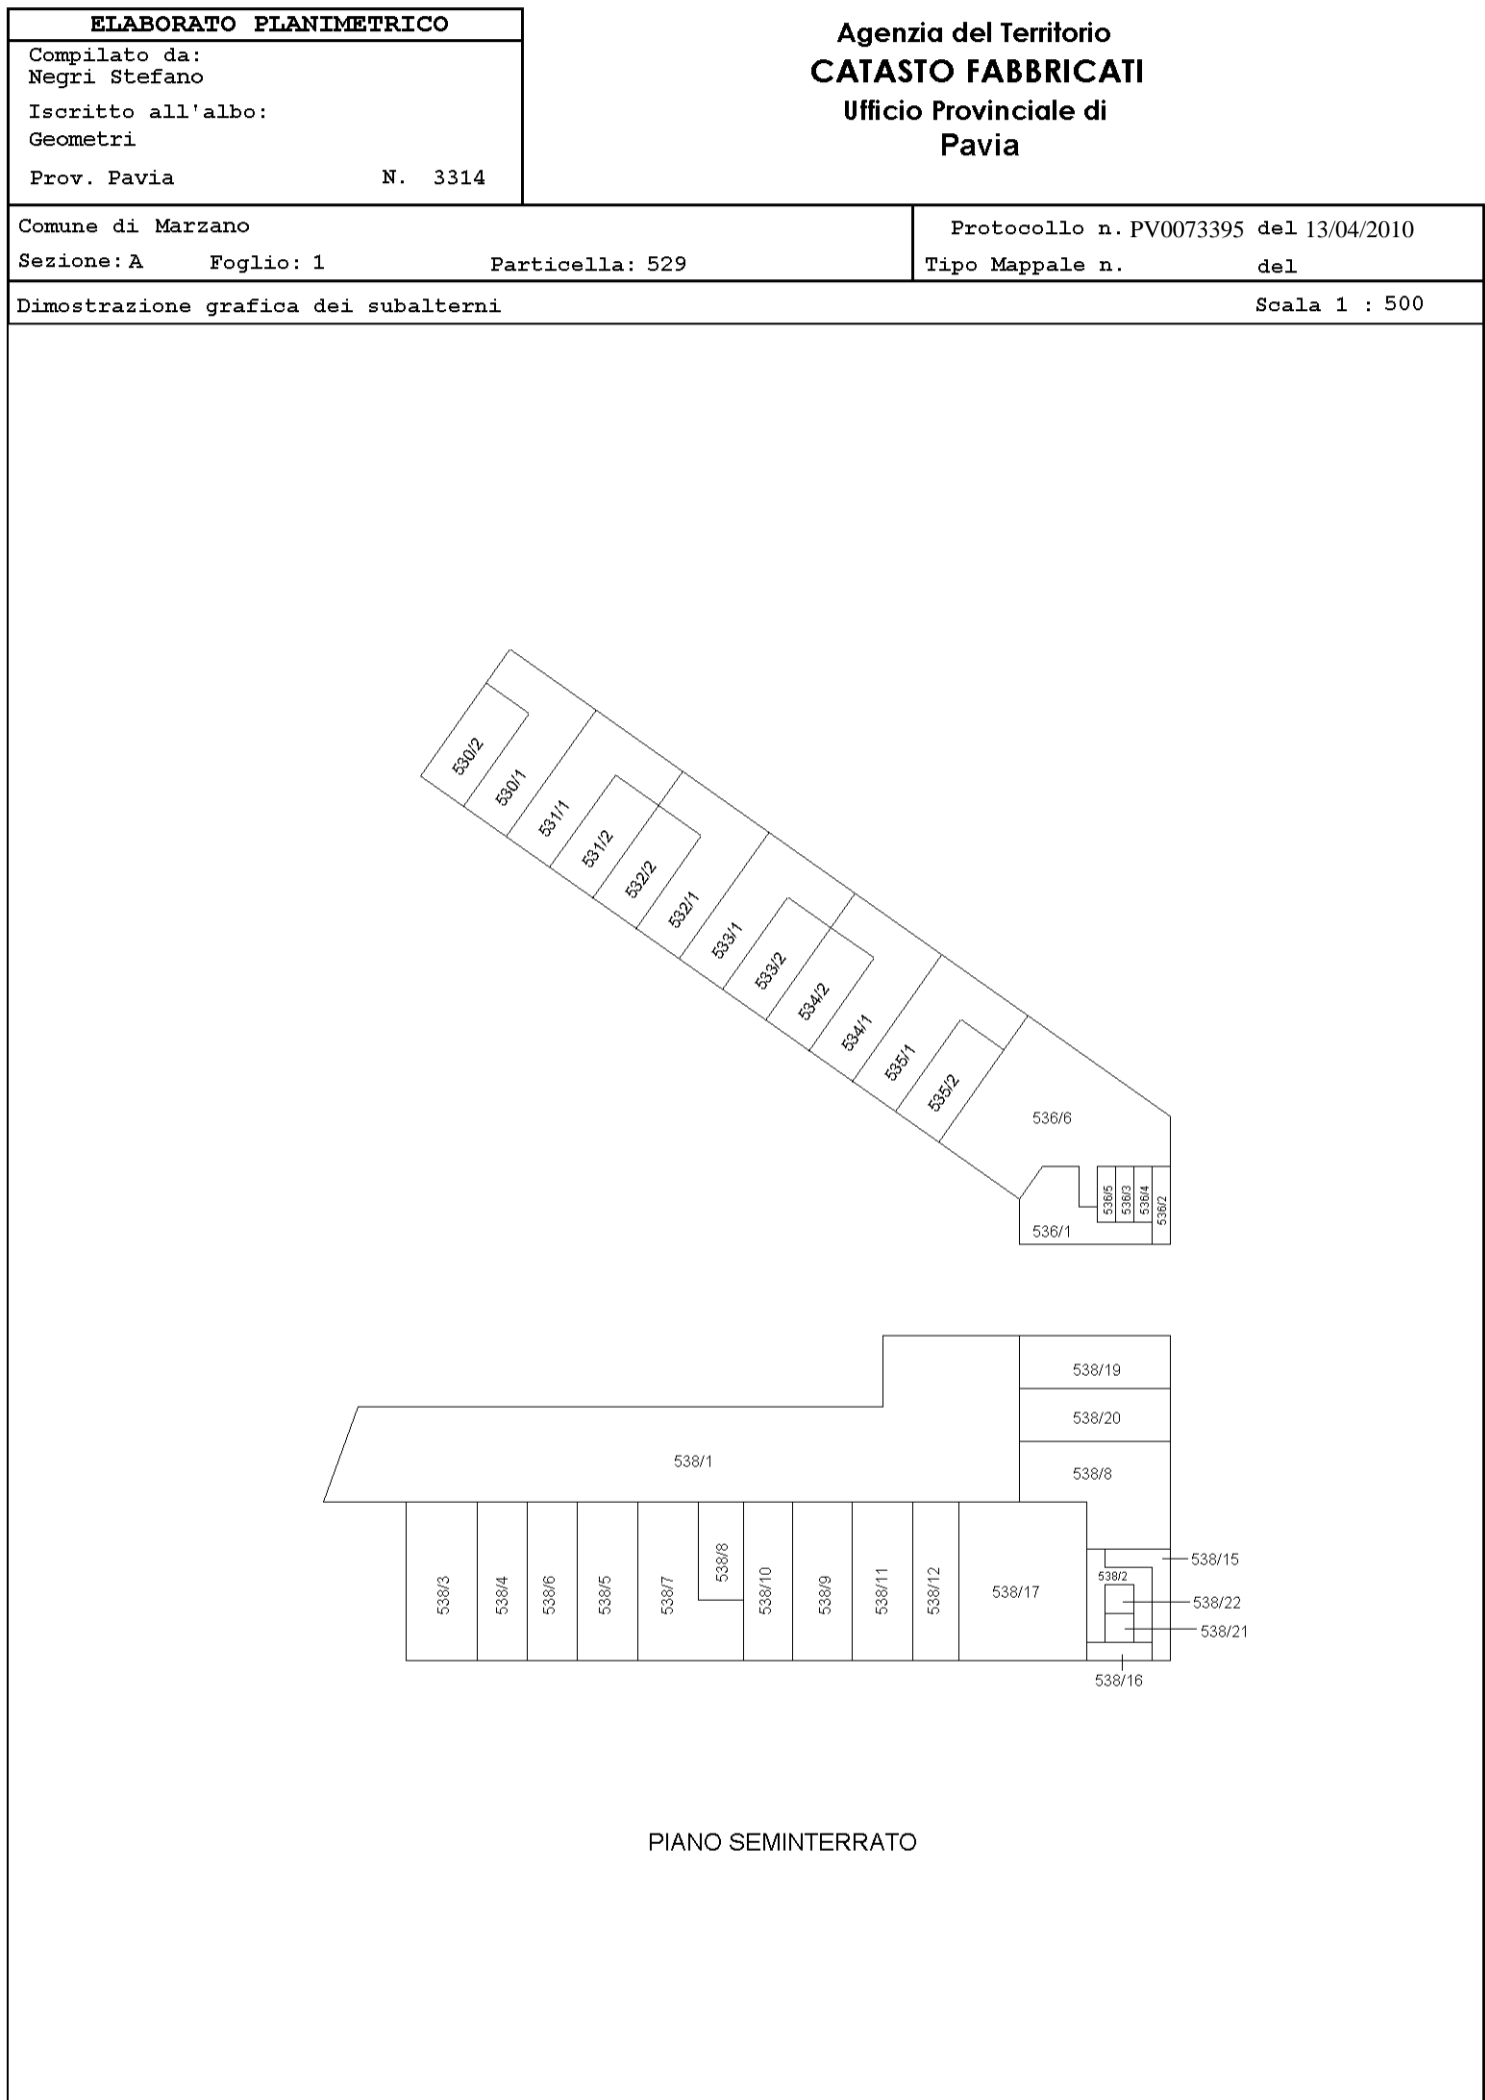 ELABORATO PLANIMETRICO
Compilato da:
Negri Stefano
Iscritto all'albo:
Geometri
Prov. Pavia N. 3314
Agenzia del Territorio
CATASTO FABBRICATI
Ufficio Provinciale di
Pavia
Comune di Marzano
Sezione: A Foglio: 1 Particella: 529
Protocollo n. PV0073395 del 13/04/2010
Tipo Mappale n. del
Dimostrazione grafica dei subalterni Scala 1 : 500
530/2
530/1
531/1
531/2
532/2
532/1
533/1
533/2
534/2
534/1
535/1
535/2
536/6
536/5
536/3
536/4
536/2
536/1
538/19
538/20
538/1
538/8
538/3
538/4
538/6
538/5
538/7
538/8
538/10
538/9
538/11
538/12
538/17
538/15
538/2
538/22
538/21
538/16
PIANO SEMINTERRATO